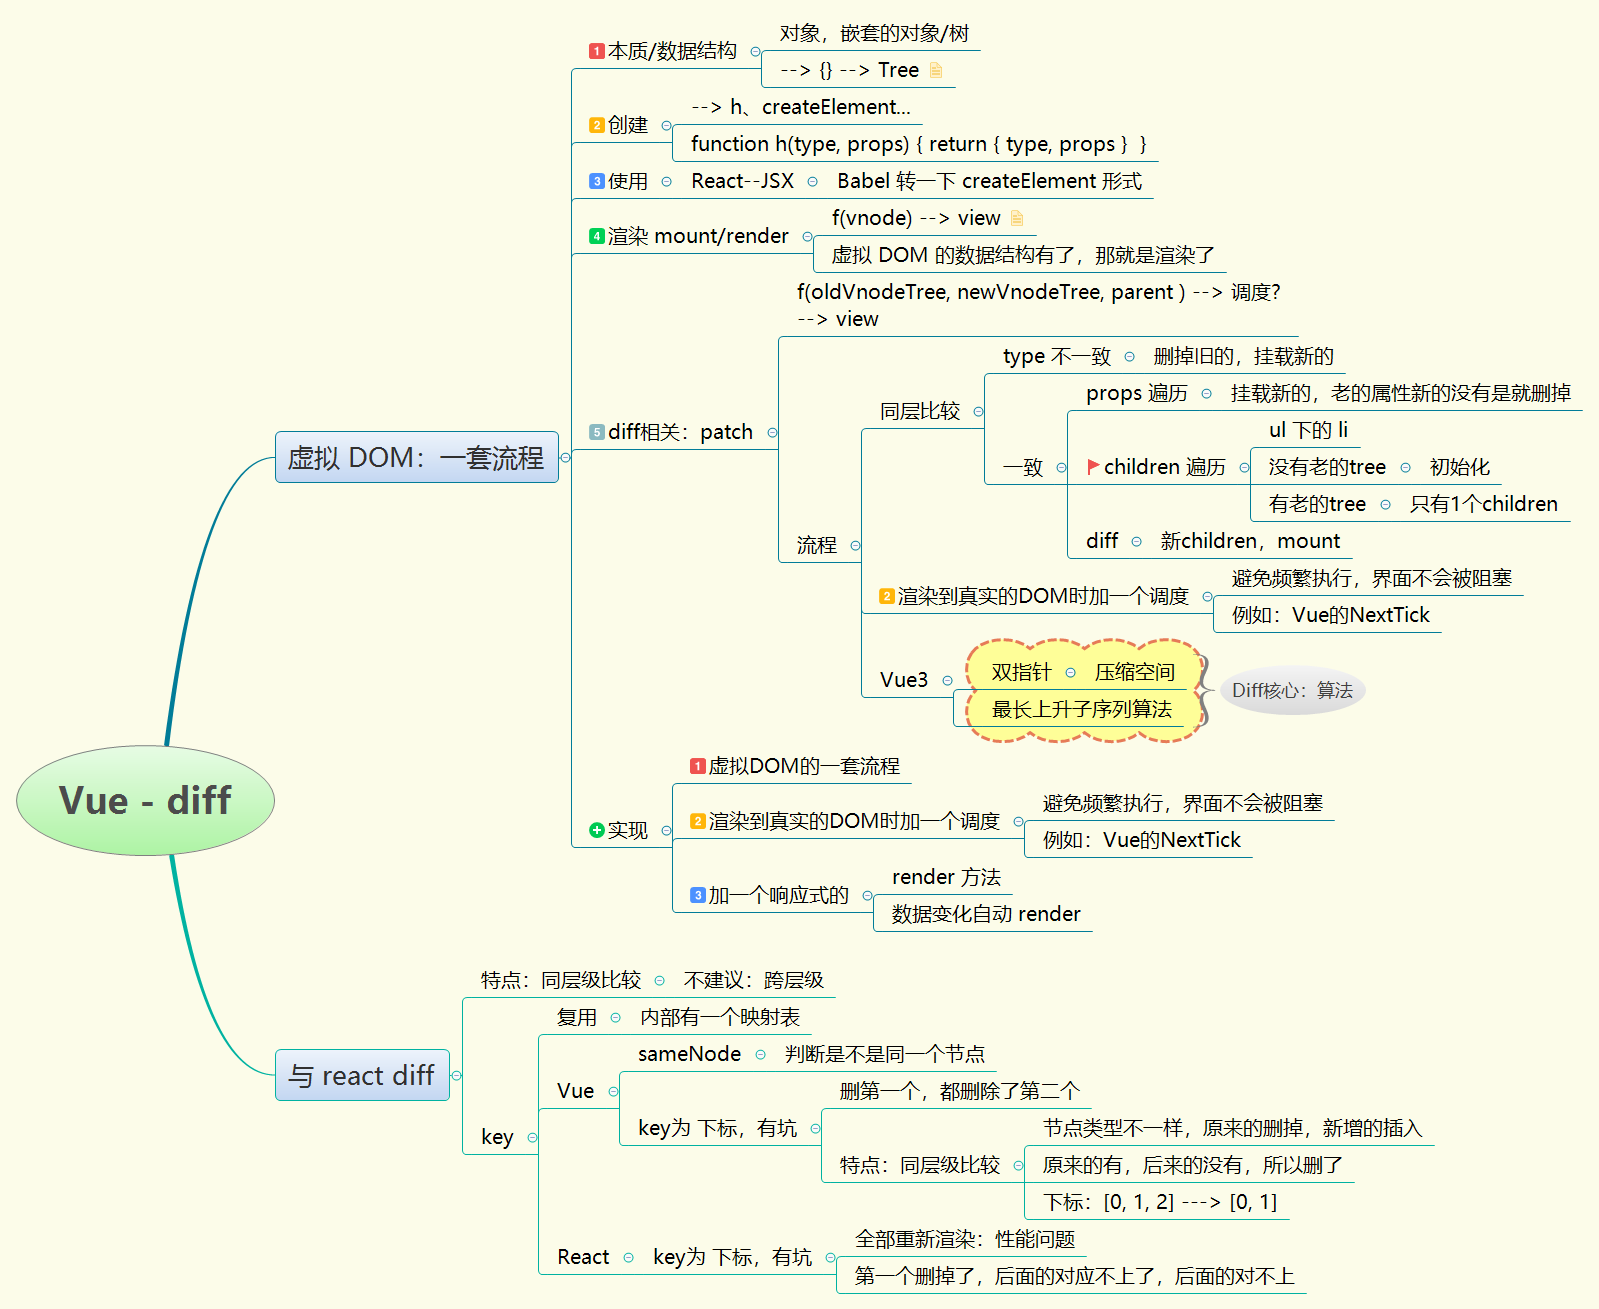 Vue - diff
虚拟 DOM：一套流程
1 本质/数据结构
对象，嵌套的对象/树
--> {} --> Tree
2 创建
--> h、createElement...
function h(type, props) { return { type, props } }
3 使用
React--JSX
Babel 转一下 createElement 形式
4 渲染 mount/render
f(vnode) --> view
虚拟 DOM 的数据结构有了，那就是渲染了
5 diff相关：patch
f(oldVnodeTree, newVnodeTree, parent ) --> 调度?
--> view
流程
同层比较
type 不一致
删掉旧的，挂载新的
一致
props 遍历
挂载新的，老的属性新的没有是就删掉
children 遍历
ul 下的 li
没有老的tree
初始化
有老的tree
只有1个children
diff
新children，mount
2 渲染到真实的DOM时加一个调度
避免频繁执行，界面不会被阻塞
例如：Vue的NextTick
Vue3
双指针
压缩空间
最长上升子序列算法
Diff核心：算法
实现
1 虚拟DOM的一套流程
2 渲染到真实的DOM时加一个调度
避免频繁执行，界面不会被阻塞
例如：Vue的NextTick
3 加一个响应式的
render 方法
数据变化自动 render
与 react diff
特点：同层级比较
不建议：跨层级
key
复用
内部有一个映射表
Vue
sameNode
判断是不是同一个节点
key为 下标，有坑
删第一个，都删除了第二个
特点：同层级比较
节点类型不一样，原来的删掉，新增的插入
原来的有，后来的没有，所以删了
下标：[0, 1, 2] ---> [0, 1]
React
key为 下标，有坑
全部重新渲染：性能问题
第一个删掉了，后面的对应不上了，后面的对不上